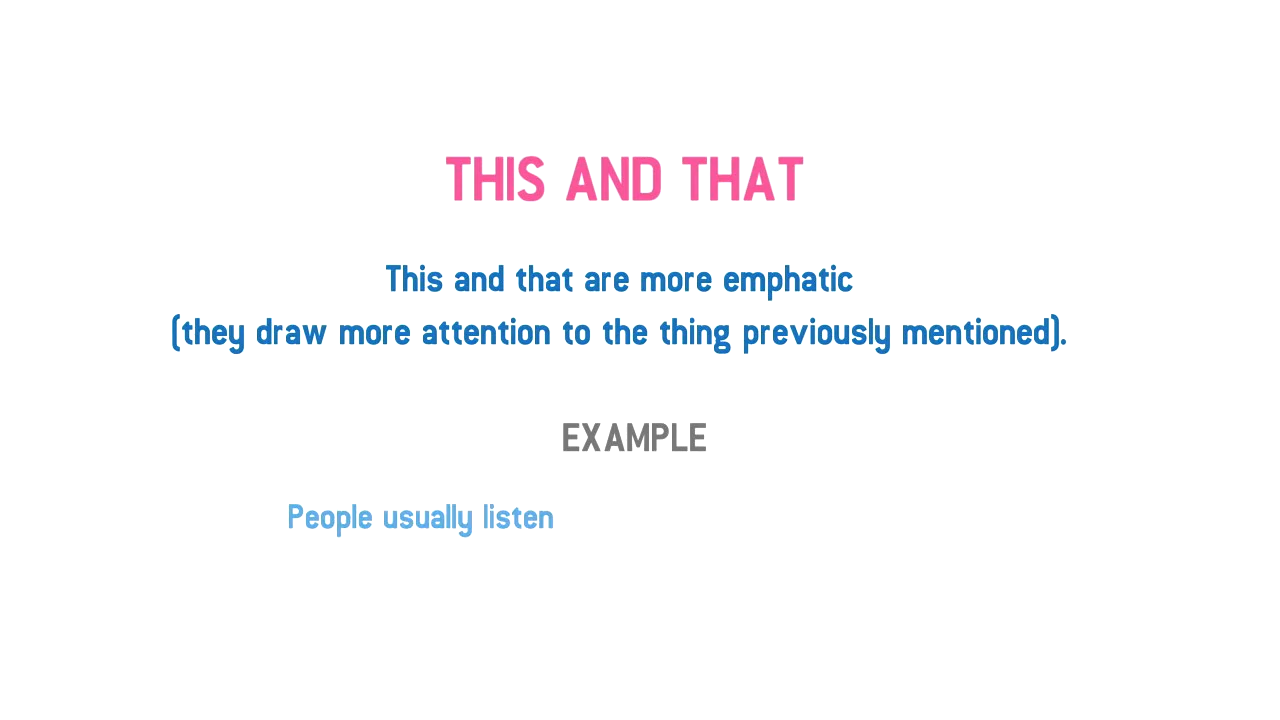 THIS AND THAT
This and that are more emphatic
(they draw more attention to the thing previously mentioned).
EXAMPLE
People usually listen